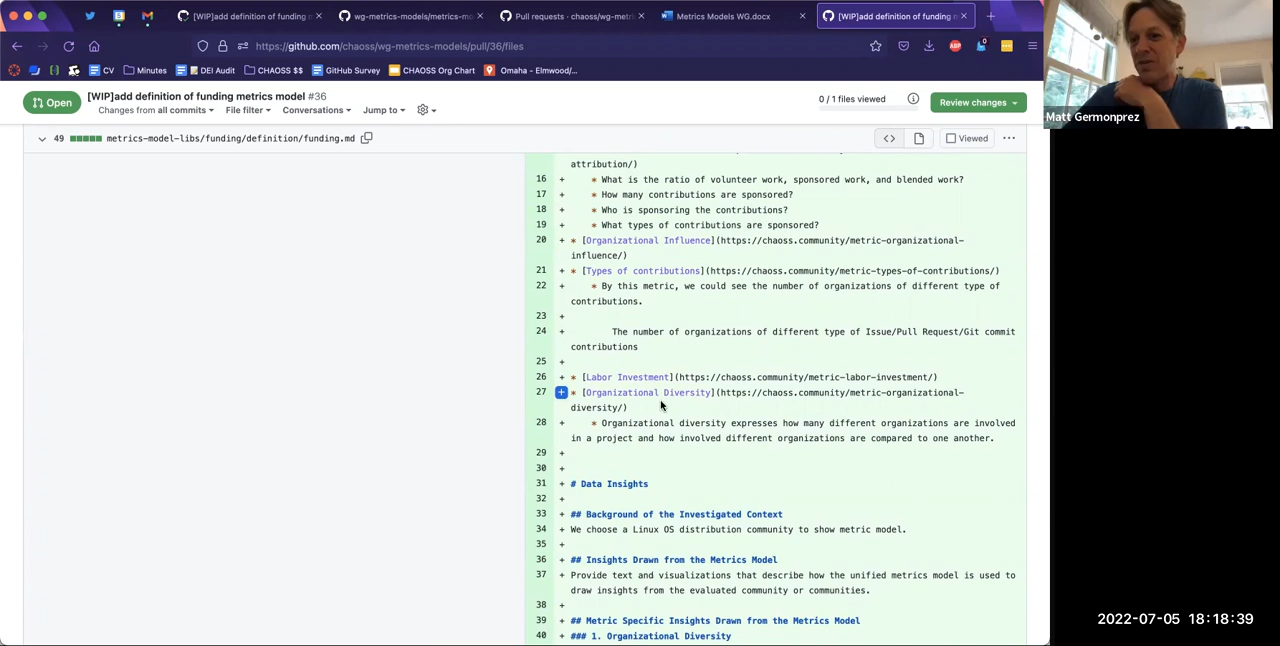 [WIP]add definition of funding m
wg-metrics-models/metrics-mo
Pull requests · chaoss/wg-metri
Metrics Models WG.docx
[WIP]add definition of funding m
https://github.com/chaoss/wg-metrics-models/pull/36/files
CV
Minutes
DEI Audit
CHAOSS $$
GitHub Survey
CHAOSS Org Chart
Omaha - Elmwood/...
Matt Germonprez
Open
[WIP]add definition of funding metrics model #36
Changes from all commits
File filter
Conversations
Jump to
0 / 1 files viewed
Review changes
49
metrics-model-libs/funding/definition/funding.md
Viewed
attribution/)
16 + * What is the ratio of volunteer work, sponsored work, and blended work?
17 + * How many contributions are sponsored?
18 + * Who is sponsoring the contributions?
19 + * What types of contributions are sponsored?
20 + * [Organizational Influence](https://chaoss.community/metric-organizational-
influence/)
21 + * [Types of contributions](https://chaoss.community/metric-types-of-contributions/)
22 + * By this metric, we could see the number of organizations of different type of
contributions.
23 +
24 + The number of organizations of different type of Issue/Pull Request/Git commit
contributions
25 +
26 + * [Labor Investment](https://chaoss.community/metric-labor-investment/)
27 + * [Organizational Diversity](https://chaoss.community/metric-organizational-
diversity/)
28 + * Organizational diversity expresses how many different organizations are involved
in a project and how involved different organizations are compared to one another.
29 +
30 +
31 + # Data Insights
32 +
33 + ## Background of the Investigated Context
34 + We choose a Linux OS distribution community to show metric model.
35 +
36 + ## Insights Drawn from the Metrics Model
37 + Provide text and visualizations that describe how the unified metrics model is used to
draw insights from the evaluated community or communities.
38 +
39 + ## Metric Specific Insights Drawn from the Metrics Model
40 + ### 1. Organizational Diversity
2022-07-05 18:18:39